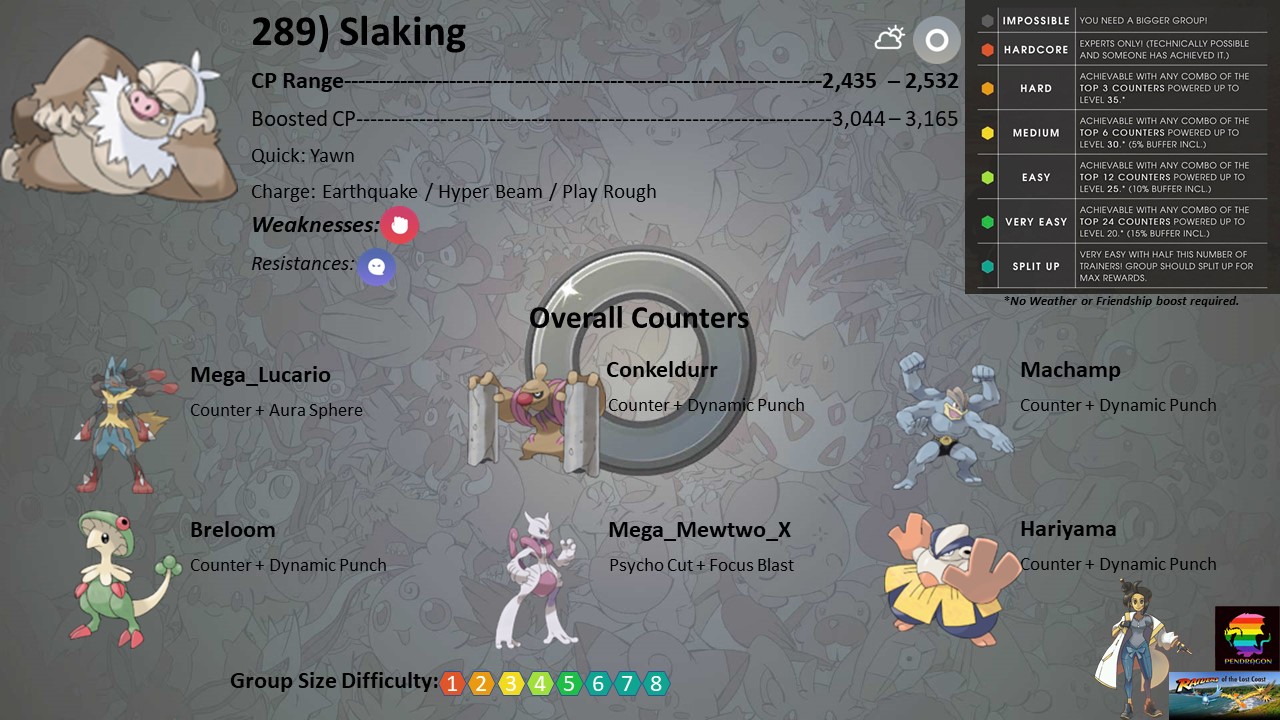 289) Slaking
CP Range--------------------------------------------------------------------2,435 – 2,532
Boosted CP--------------------------------------------------------------------3,044 – 3,165
Quick: Yawn
Charge: Earthquake / Hyper Beam / Play Rough
Weaknesses:
Resistances:
IMPOSSIBLE YOU NEED A BIGGER GROUP!
HARDCORE EXPERTS ONLY! (TECHNICALLY POSSIBLE
AND SOMEONE HAS ACHIEVED IT.)
HARD ACHIEVABLE WITH ANY COMBO OF THE
TOP 3 COUNTERS POWERED UP TO
LEVEL 35.*
MEDIUM ACHIEVABLE WITH ANY COMBO OF THE
TOP 6 COUNTERS POWERED UP TO
LEVEL 30.* (5% BUFFER INCL.)
EASY ACHIEVABLE WITH ANY COMBO OF THE
TOP 12 COUNTERS POWERED UP TO
LEVEL 25.* (10% BUFFER INCL.)
VERY EASY ACHIEVABLE WITH ANY COMBO OF THE
TOP 24 COUNTERS POWERED UP TO
LEVEL 20.* (15% BUFFER INCL.)
SPLIT UP VERY EASY WITH HALF THIS NUMBER OF
TRAINERS! GROUP SHOULD SPLIT UP FOR
MAX REWARDS.
*No Weather or Friendship boost required.
Overall Counters
Mega_Lucario
Counter + Aura Sphere
Conkeldurr
Counter + Dynamic Punch
Machamp
Counter + Dynamic Punch
Breloom
Counter + Dynamic Punch
Mega_Mewtwo_X
Psycho Cut + Focus Blast
Hariyama
Counter + Dynamic Punch
Group Size Difficulty: 1 2 3 4 5 6 7 8
PENDRAGON
RAIDERS of the Lost Coast